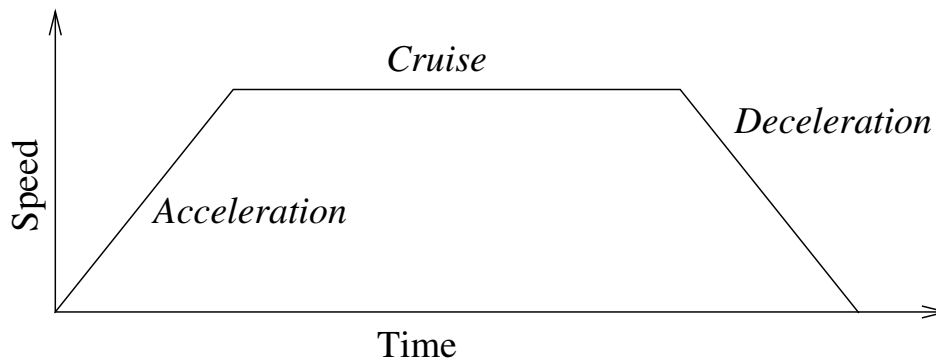 Cruise
Deceleration
Speed
Acceleration
Time